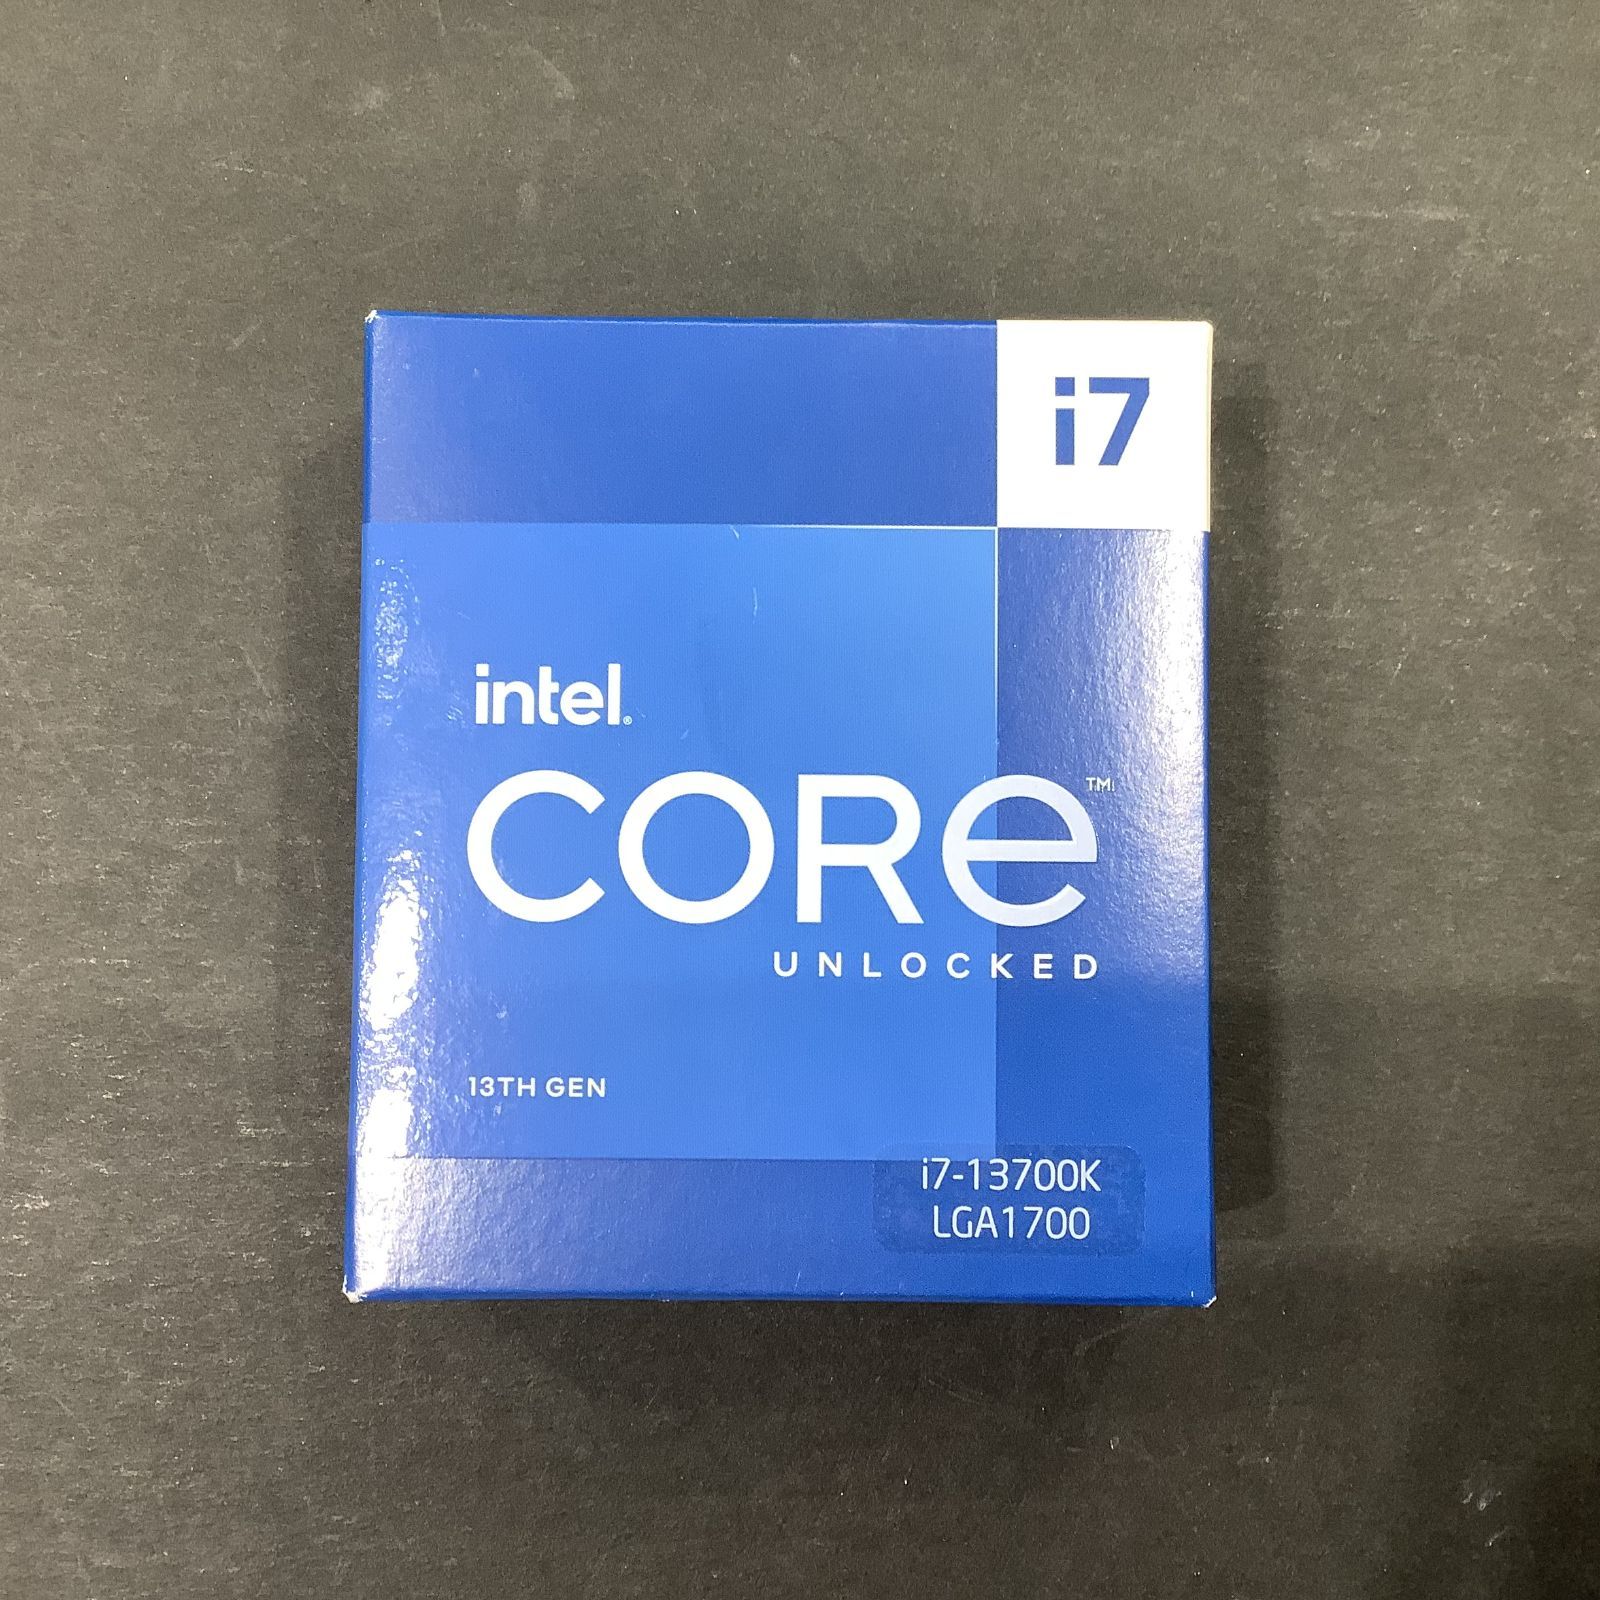 i7
intel®
CORe™
UNLOCKED
13TH GEN
i7-13700K
LGA1700